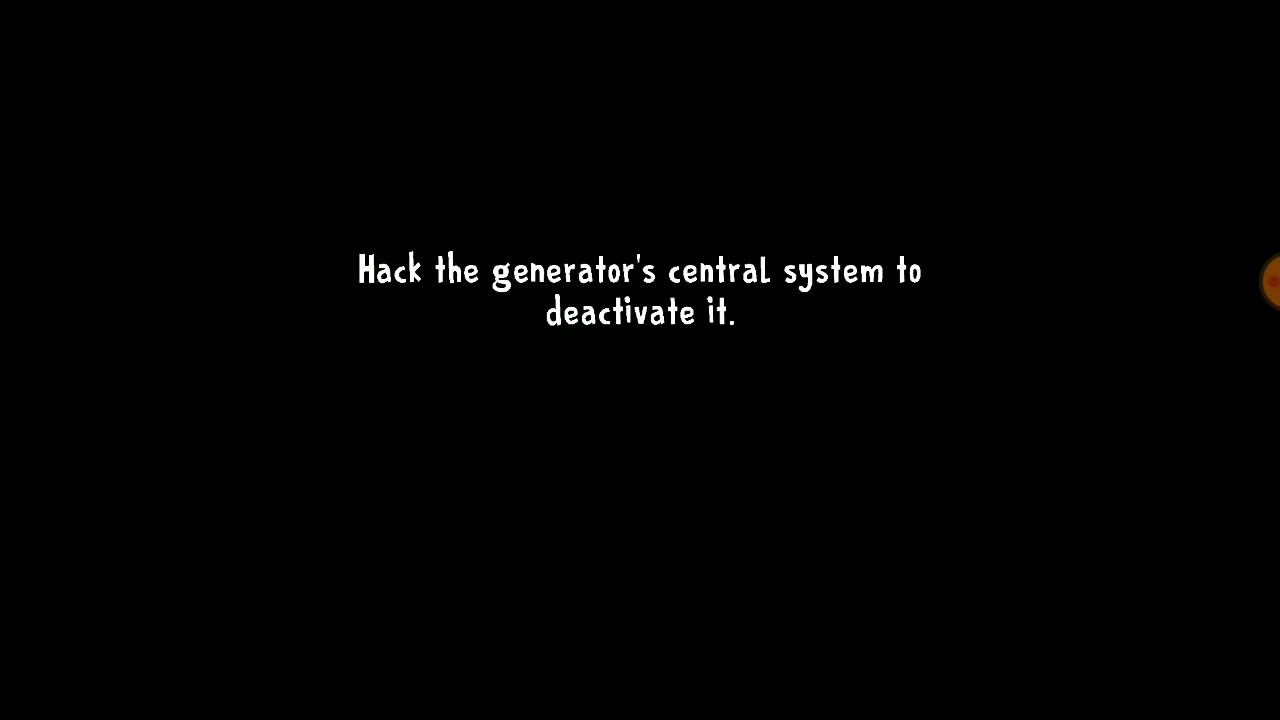 Hack the generator's central system to
deactivate it.